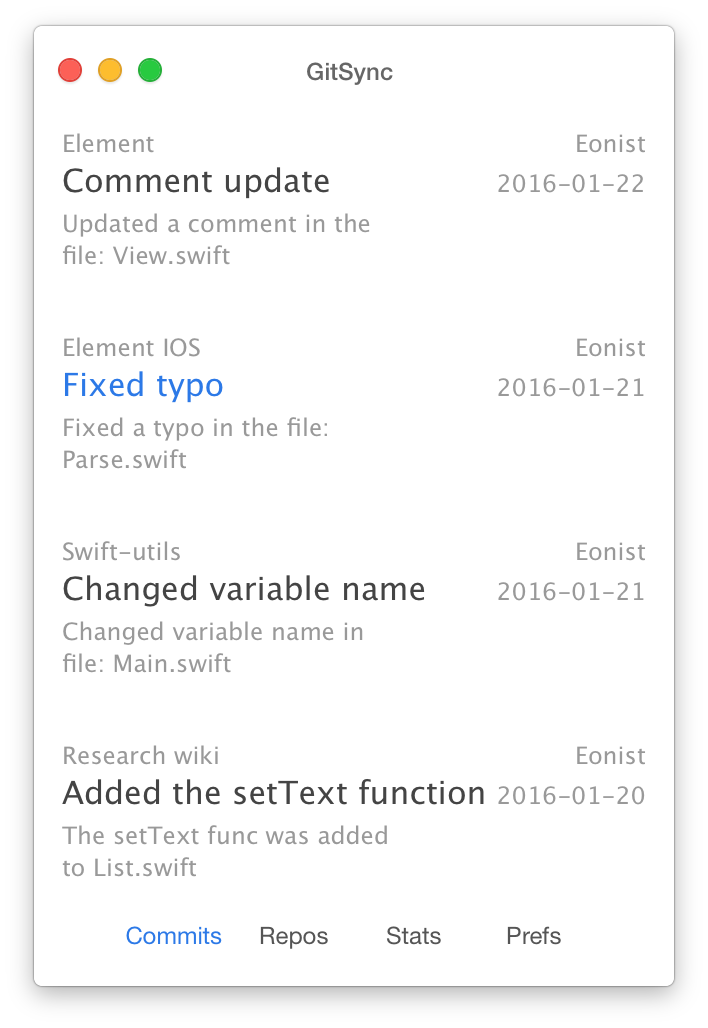 GitSync
Element Eonist
Comment update 2016-01-22
Updated a comment in the
file: View.swift
Element IOS Eonist
Fixed typo 2016-01-21
Fixed a typo in the file:
Parse.swift
Swift-utils Eonist
Changed variable name 2016-01-21
Changed variable name in
file: Main.swift
Research wiki Eonist
Added the setText function 2016-01-20
The setText func was added
to List.swift
Commits Repos Stats Prefs